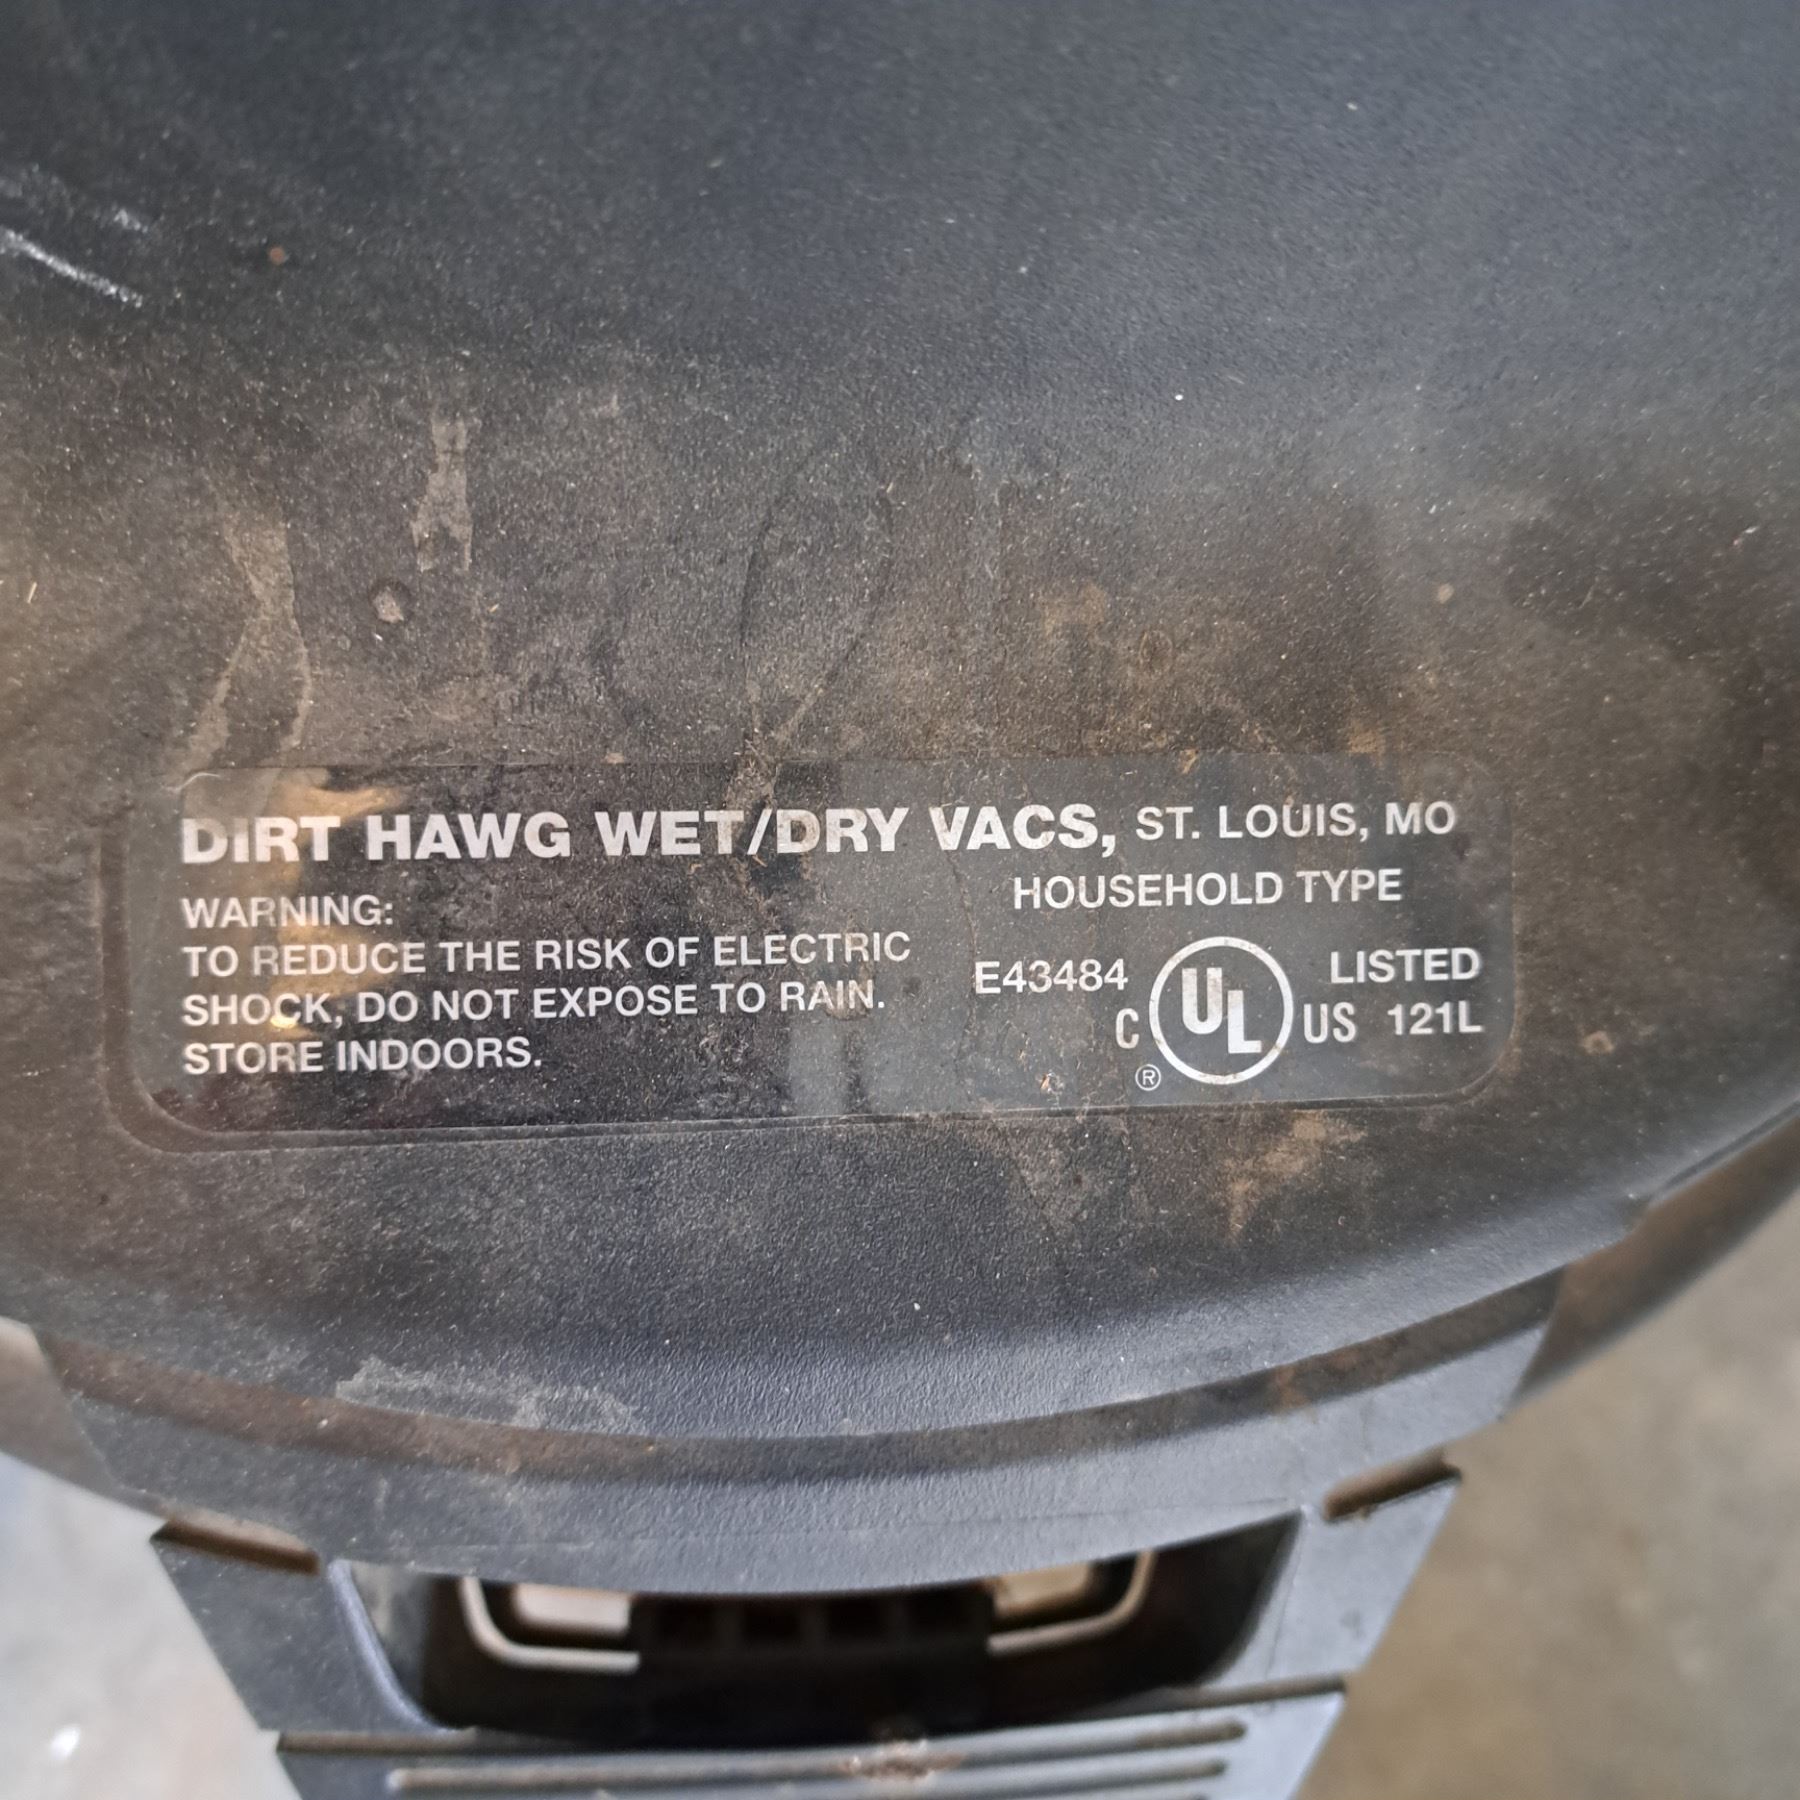 DIRT HAWG WET/DRY VACS, ST. LOUIS, MO
HOUSEHOLD TYPE
WARNING:
TO REDUCE THE RISK OF ELECTRIC
SHOCK, DO NOT EXPOSE TO RAIN.
STORE INDOORS.
E43484
C UL US
®
LISTED
121L